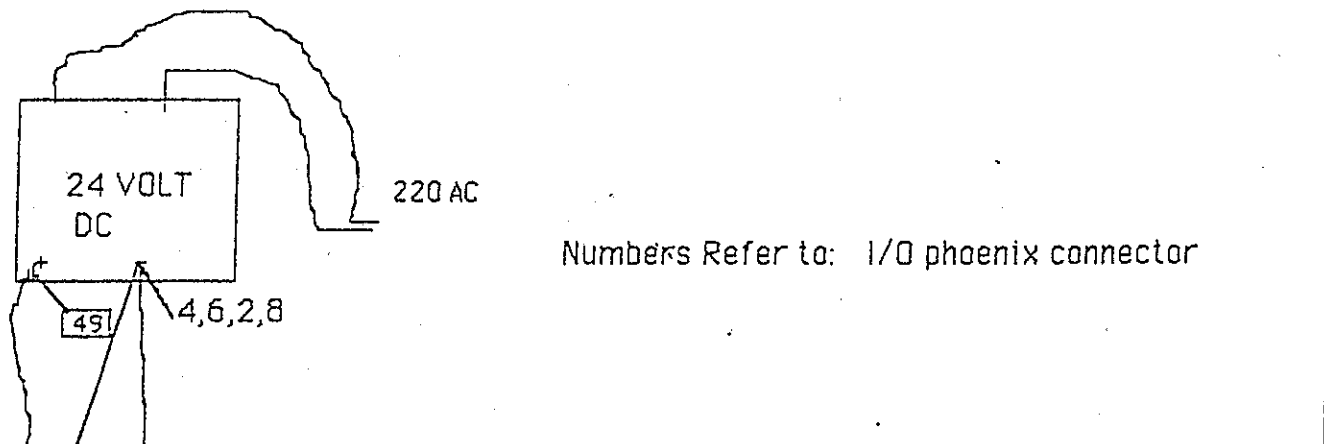 24 VOLT
DC
220 AC
Numbers Refer to: I/O phoenix connector
+
49
4,6,2,8